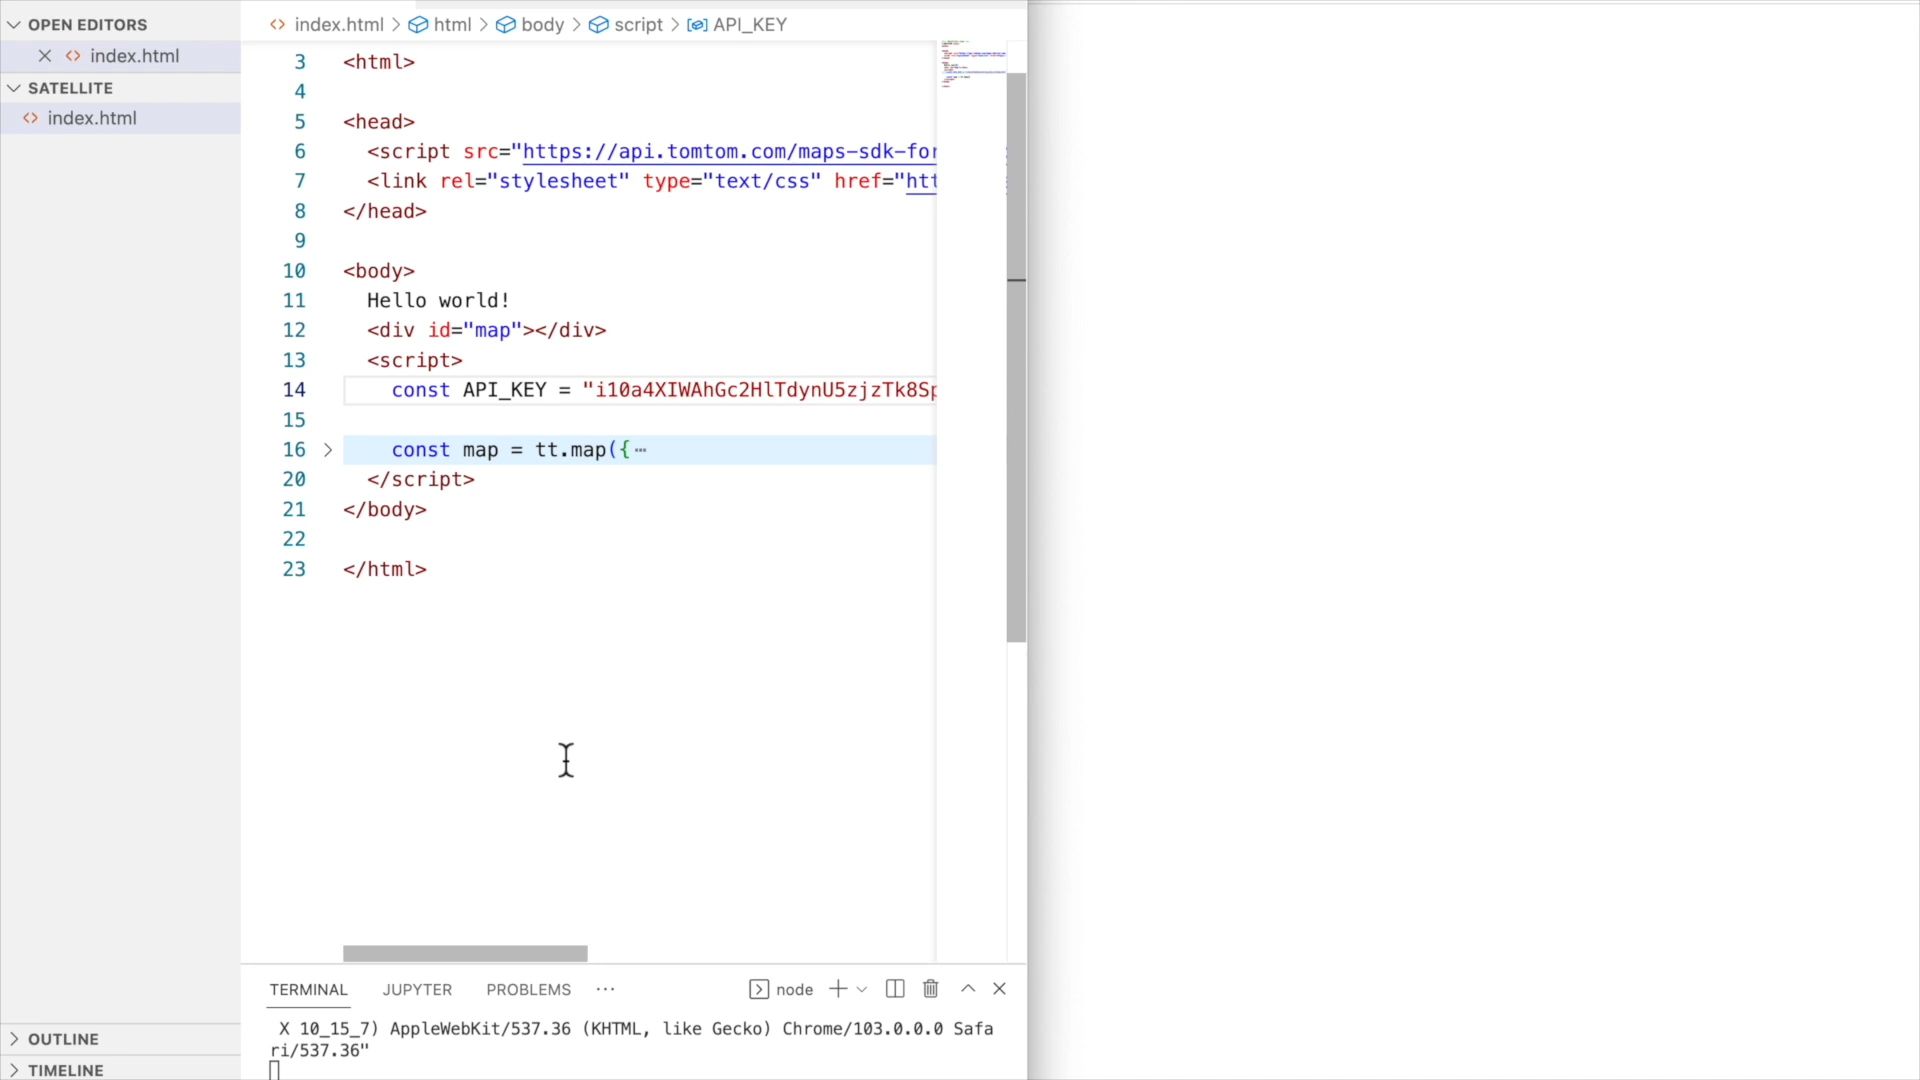 OPEN EDITORS
index.html
SATELLITE
index.html
OUTLINE
TIMELINE
index.html > html > body > script > API_KEY
3 <html>
4
5 <head>
6 <script src="https://api.tomtom.com/maps-sdk-for
7 <link rel="stylesheet" type="text/css" href="htt
8 </head>
9
10 <body>
11 Hello world!
12 <div id="map"></div>
13 <script>
14 const API_KEY = "i10a4XIWAhGc2HlTdynU5zjzTk8Sp
15
16 const map = tt.map({⋯
20 </script>
21 </body>
22
23 </html>
TERMINAL JUPYTER PROBLEMS ⋯ node
X 10_15_7) AppleWebKit/537.36 (KHTML, like Gecko) Chrome/103.0.0.0 Safa
ri/537.36"